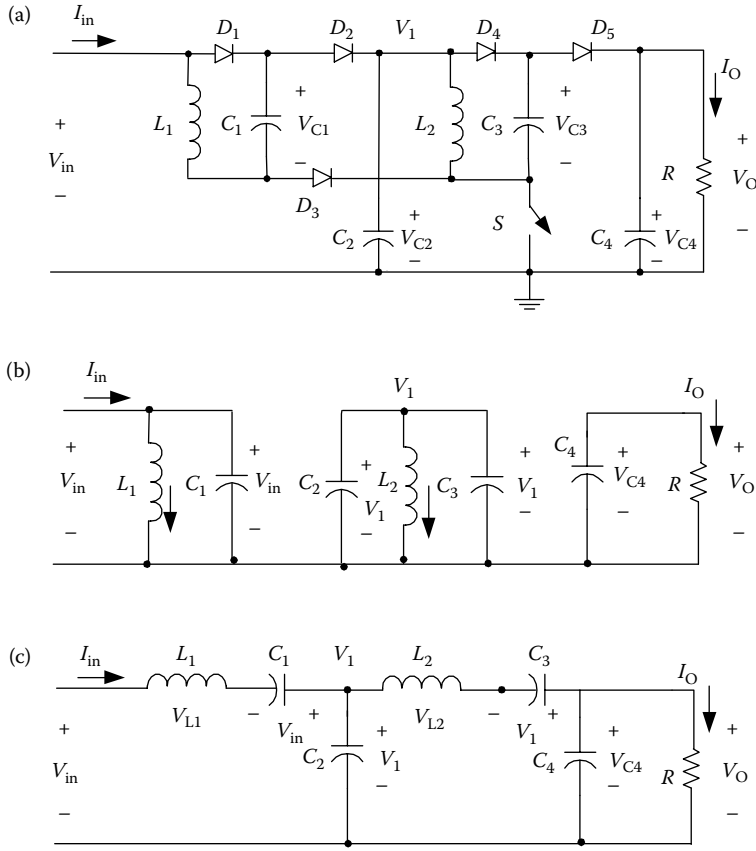 (a)
I_in
D_1
D_2
V_1
D_4
D_5
I_O
+
V_in
–
L_1
C_1
+
V_C1
–
L_2
C_3
+
V_C3
–
D_3
C_2
+
V_C2
–
S
C_4
+
V_C4
–
R
+
V_O
–
(b)
I_in
V_1
I_O
+
V_in
–
L_1
C_1
+
V_in
–
C_2
+
V_1
–
L_2
C_3
+
V_1
–
C_4
+
V_C4
–
R
+
V_O
–
(c)
I_in
L_1
C_1
V_1
L_2
C_3
I_O
+
V_in
–
V_L1
–
V_in
+
C_2
+
V_1
–
V_L2
–
V_1
+
C_4
+
V_C4
–
R
+
V_O
–